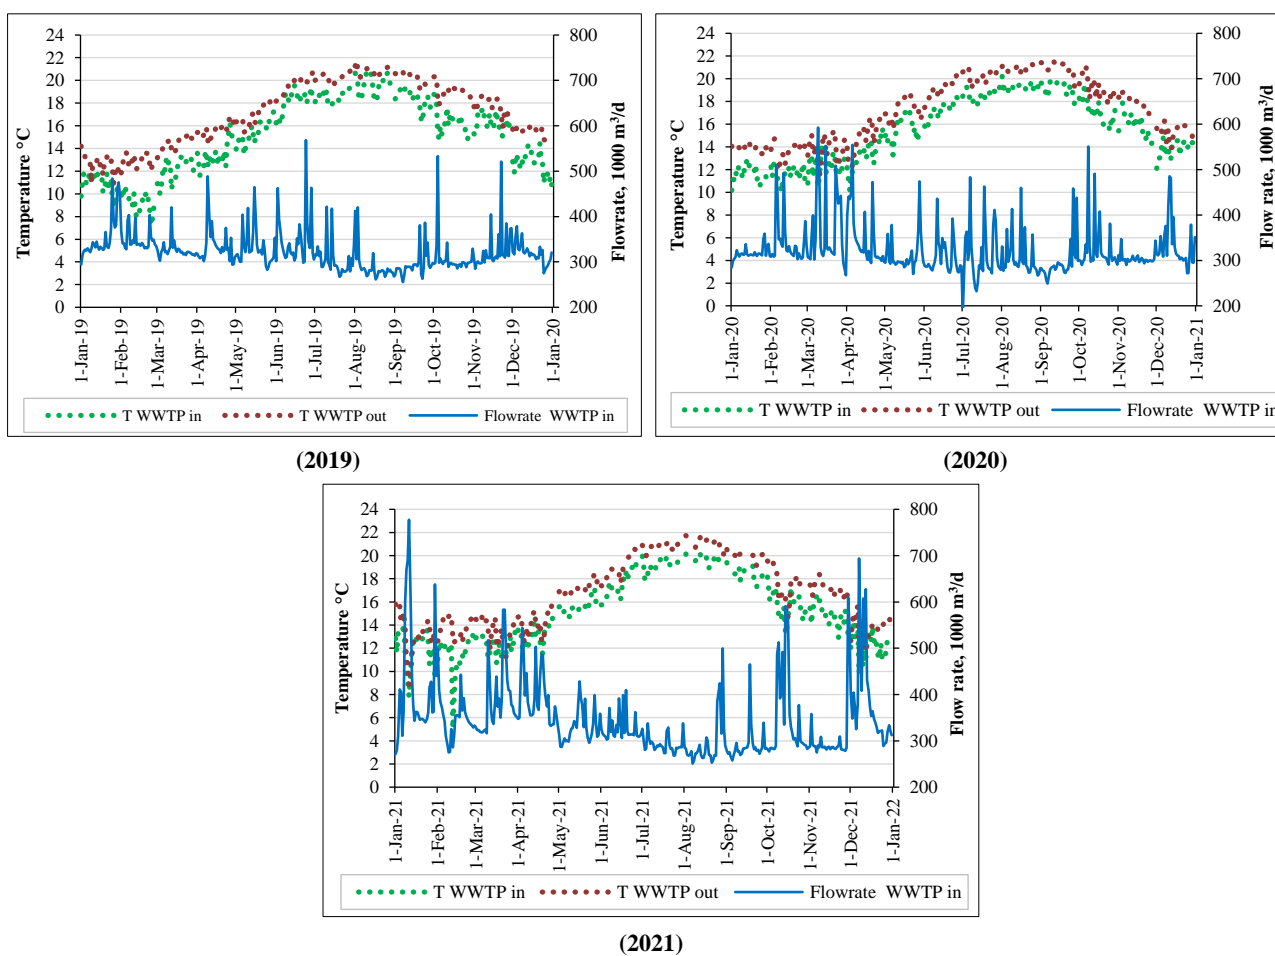 24
22
20
18
16
14
12
10
8
6
4
2
0
Temperature °C
800
700
600
500
400
300
200
Flowrate, 1000 m³/d
1-Jan-19
1-Feb-19
1-Mar-19
1-Apr-19
1-May-19
1-Jun-19
1-Jul-19
1-Aug-19
1-Sep-19
1-Oct-19
1-Nov-19
1-Dec-19
1-Jan-20
T WWTP in T WWTP out Flowrate WWTP in
(2019)
24
22
20
18
16
14
12
10
8
6
4
2
0
Temperature °C
800
700
600
500
400
300
200
Flow rate, 1000 m³/d
1-Jan-20
1-Feb-20
1-Mar-20
1-Apr-20
1-May-20
1-Jun-20
1-Jul-20
1-Aug-20
1-Sep-20
1-Oct-20
1-Nov-20
1-Dec-20
1-Jan-21
T WWTP in T WWTP out Flowrate WWTP in
(2020)
24
22
20
18
16
14
12
10
8
6
4
2
0
Temperature °C
800
700
600
500
400
300
200
Flow rate, 1000 m³/d
1-Jan-21
1-Feb-21
1-Mar-21
1-Apr-21
1-May-21
1-Jun-21
1-Jul-21
1-Aug-21
1-Sep-21
1-Oct-21
1-Nov-21
1-Dec-21
1-Jan-22
T WWTP in T WWTP out Flowrate WWTP in
(2021)